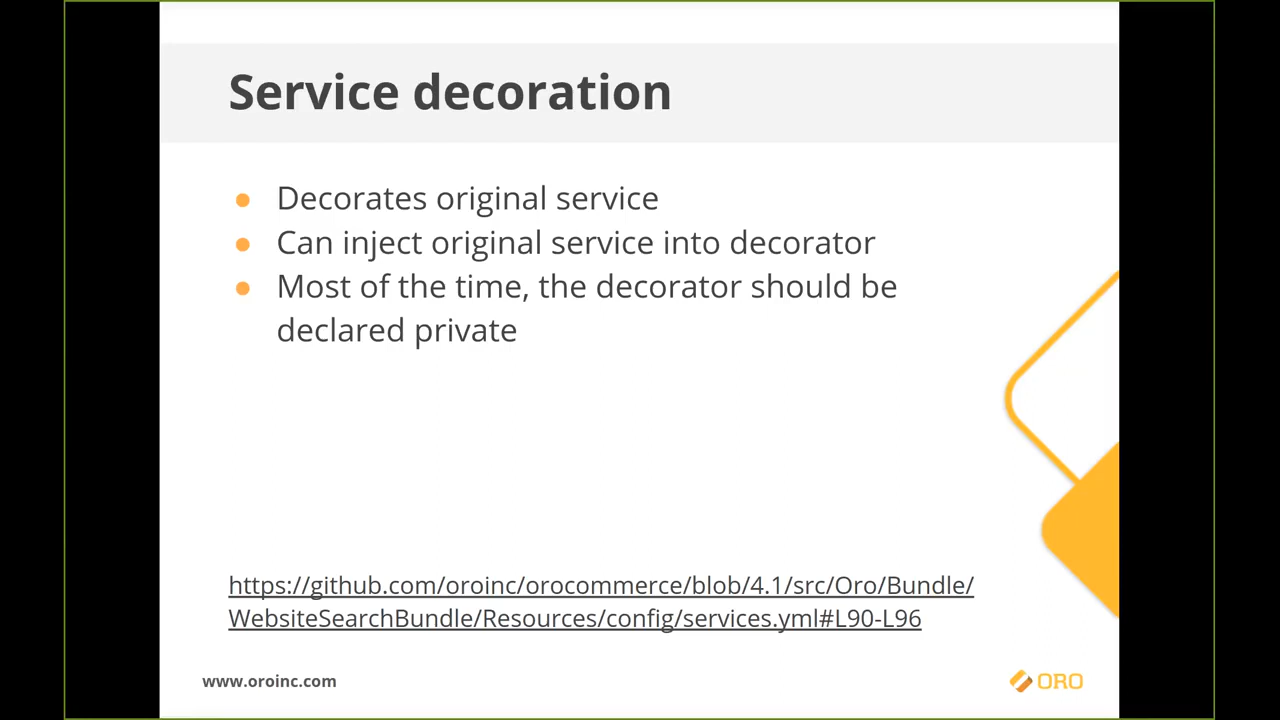 Service decoration
Decorates original service
Can inject original service into decorator
Most of the time, the decorator should be
declared private
https://github.com/oroinc/orocommerce/blob/4.1/src/Oro/Bundle/
WebsiteSearchBundle/Resources/config/services.yml#L90-L96
www.oroinc.com
ORO